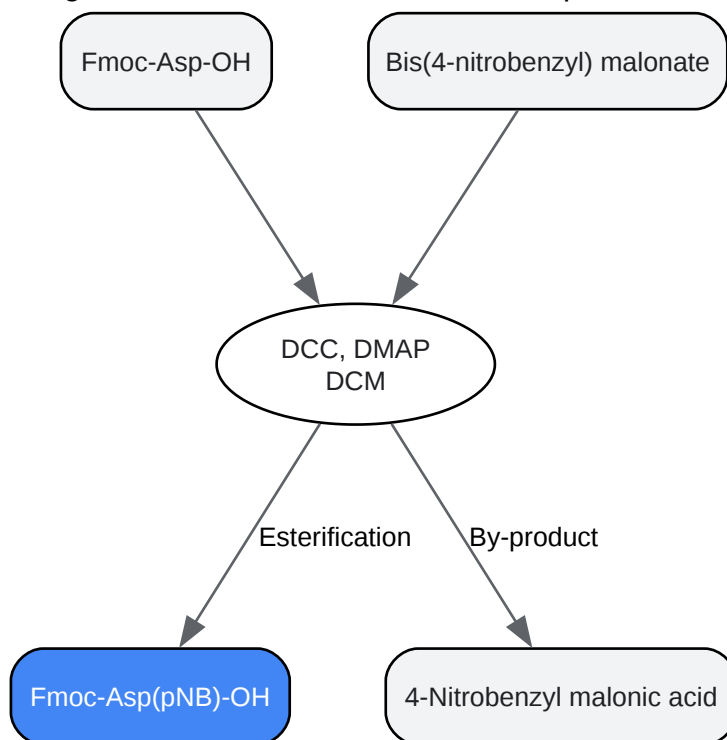 Fmoc-Asp-OH
Bis(4-nitrobenzyl) malonate
DCC, DMAP
DCM
Esterification
By-product
Fmoc-Asp(pNB)-OH
4-Nitrobenzyl malonic acid